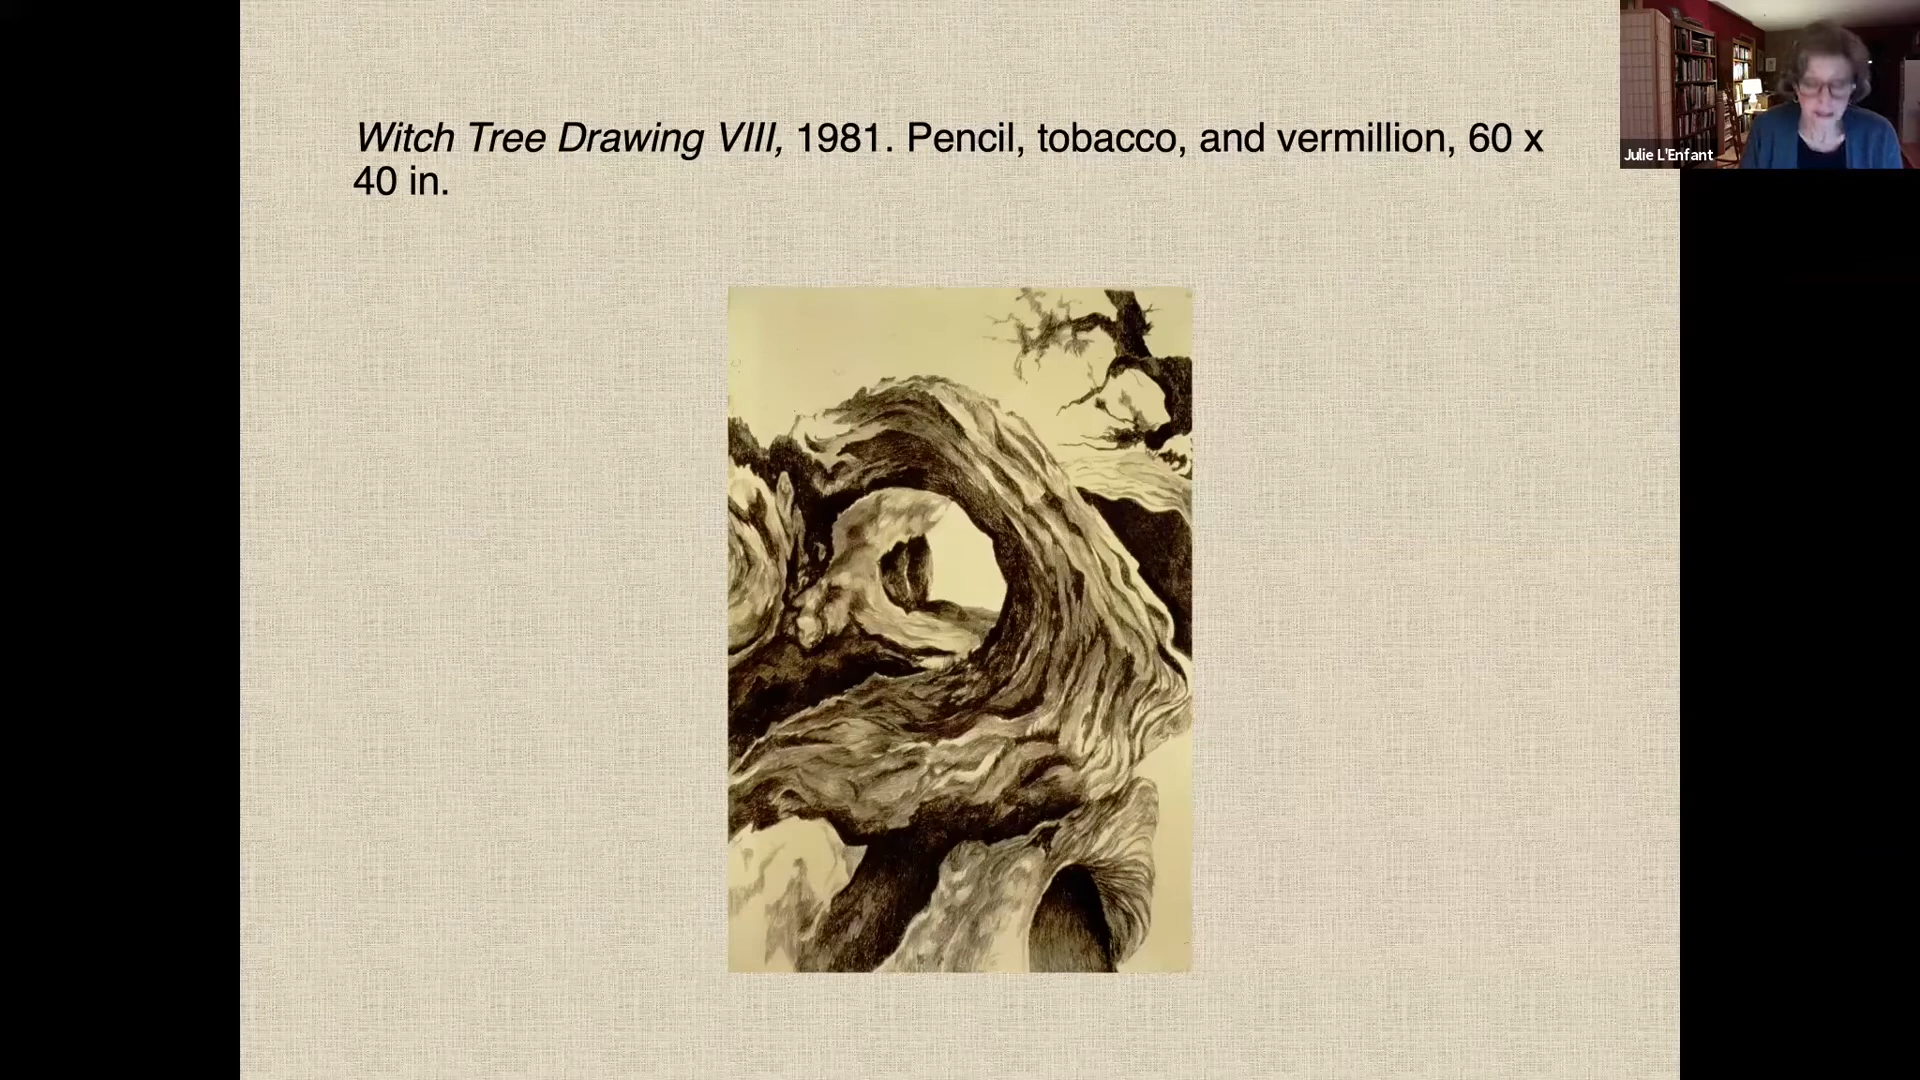 Witch Tree Drawing VIII, 1981. Pencil, tobacco, and vermillion, 60 x
40 in.
Julie L'Enfant